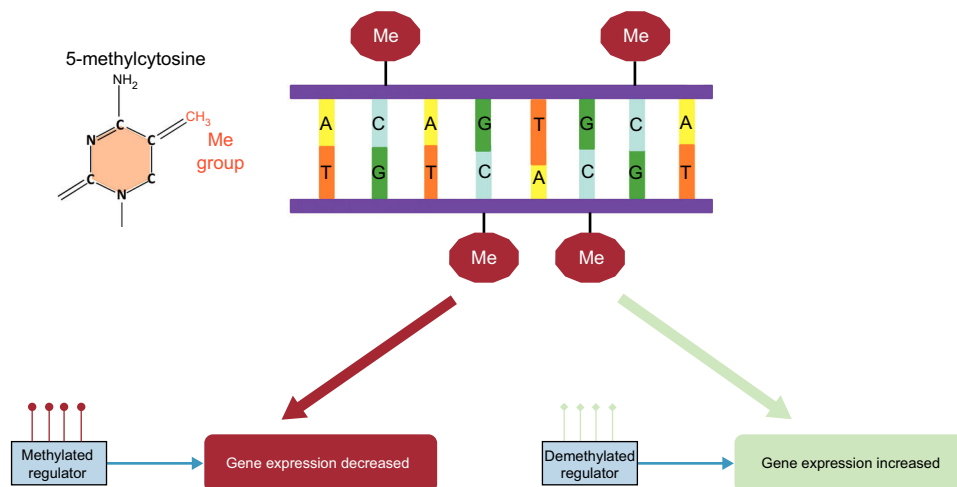 Me
Me
5-methylcytosine
NH2
CH3
C
N
C
Me
group
C
C
N
A C A G T G C A
T G T C A C G T
Me
Me
Methylated
regulator
Gene expression decreased
Demethylated
regulator
Gene expression increased